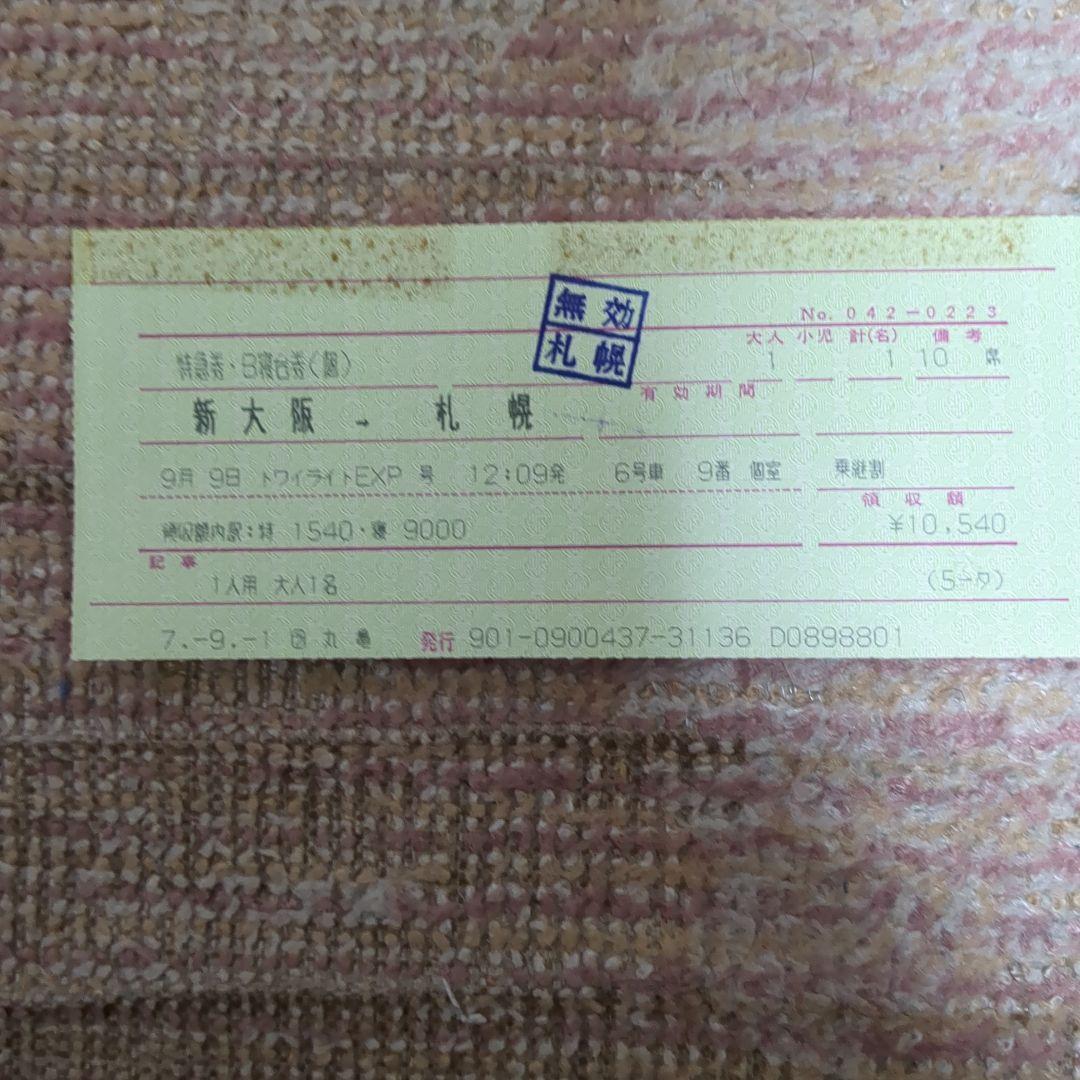 無効
札幌
No. 042-0223
大人 小児 計(名) 備考
特急券・B寝台券(個) 1 1 10 席
有効期間
新大阪 → 札幌
9月 9日 トワイライトEXP 号 12:09発 6号車 9番 個室 乗継割
領収額
領収額内訳:特 1540・寝 9000 ¥10,540
記事
1人用 大人1名 (5-タ)
7.-9.-1 丸亀 発行 901-0900437-31136 D0898801